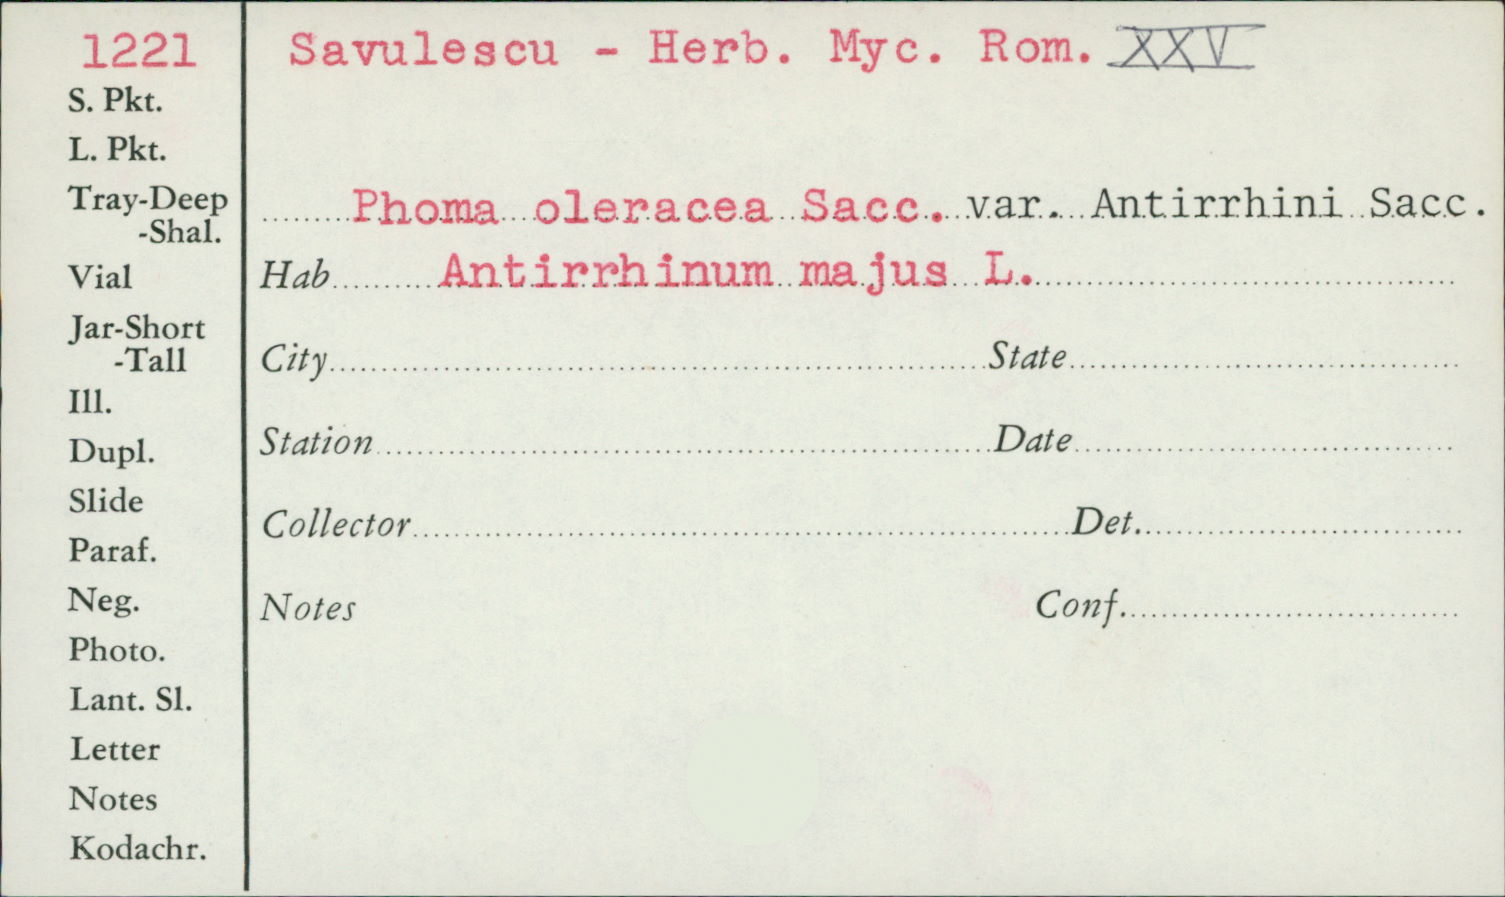 1221
Savulescu - Herb. Myc. Rom. XXV
S. Pkt.
L. Pkt.
Tray-Deep
-Shal.
Vial
Jar-Short
-Tall
Ill.
Dupl.
Slide
Paraf.
Neg.
Photo.
Lant. Sl.
Letter
Notes
Kodachr.
Phoma oleracea Sacc. var. Antirrhini Sacc.
Hab Antirrhinum majus L.
City State
Station Date
Collector Det.
Notes Conf.